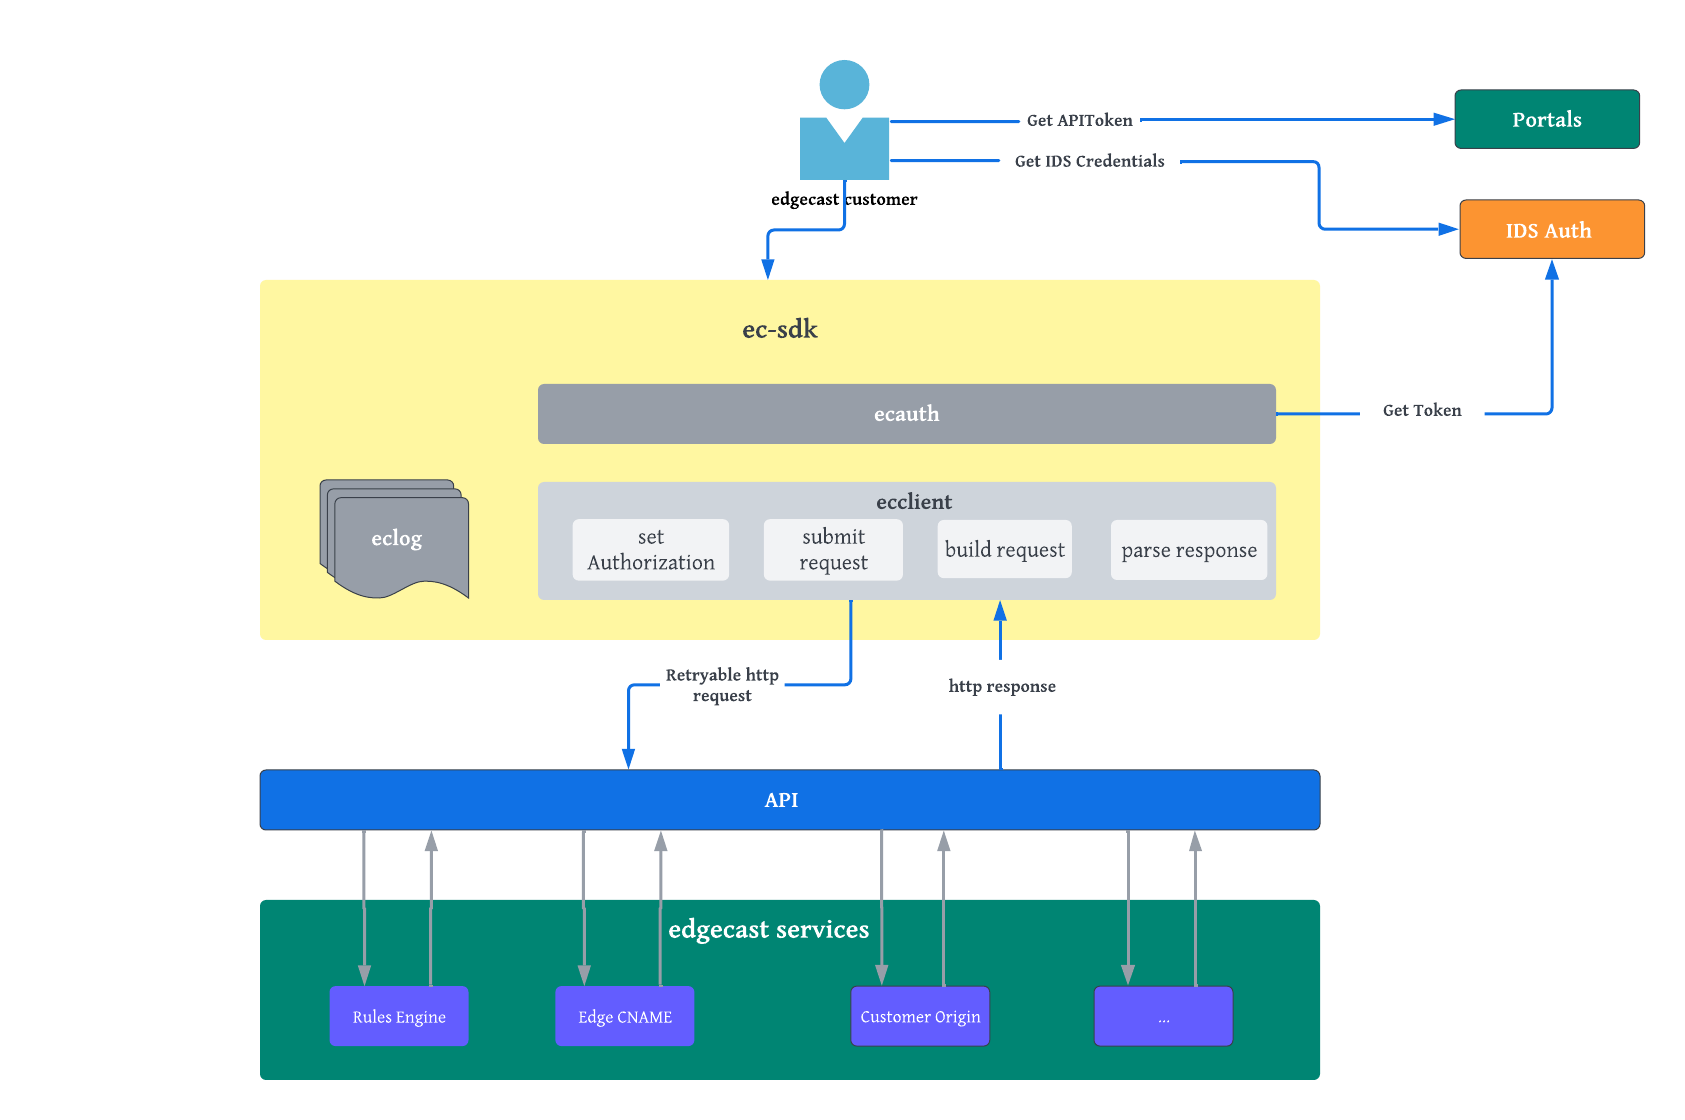 Get APIToken
Portals
Get IDS Credentials
edgecast customer
IDS Auth
ec-sdk
ecauth
Get Token
ecclient
eclog
set
Authorization
submit
request
build request
parse response
Retryable http
request
http response
API
edgecast services
Rules Engine
Edge CNAME
Customer Origin
...